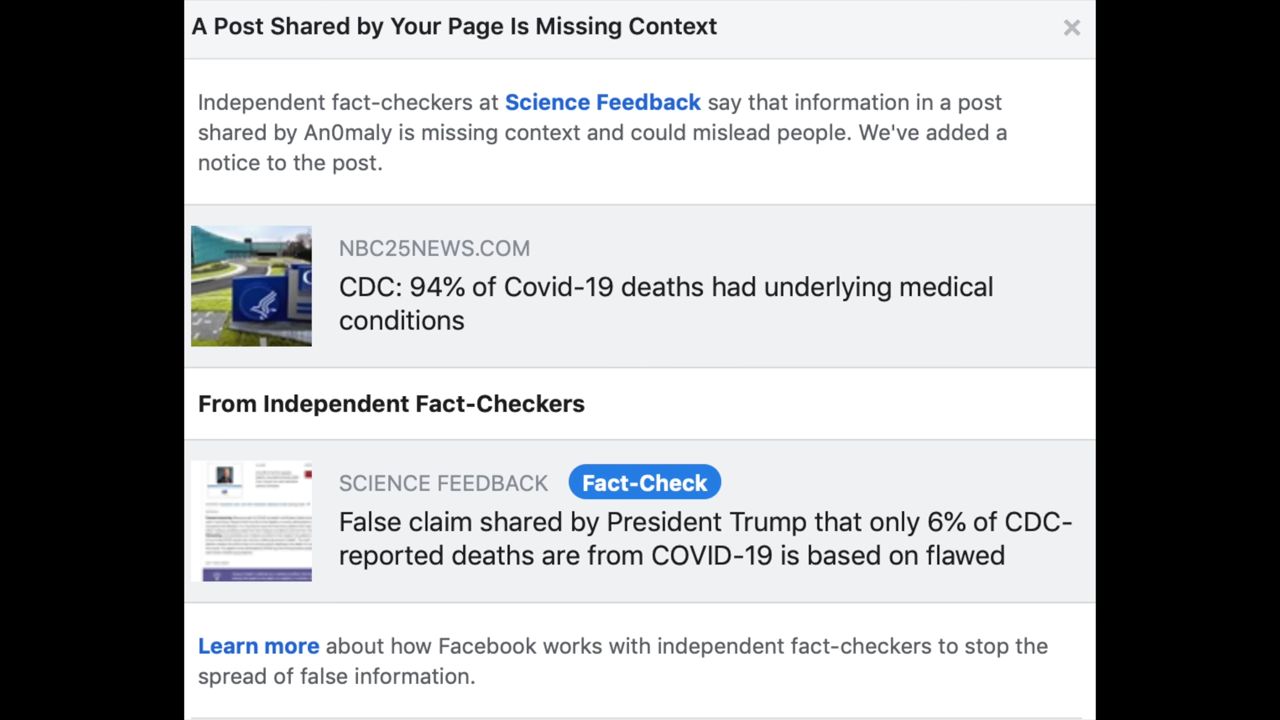 A Post Shared by Your Page Is Missing Context
Independent fact-checkers at Science Feedback say that information in a post
shared by An0maly is missing context and could mislead people. We've added a
notice to the post.
NBC25NEWS.COM
CDC: 94% of Covid-19 deaths had underlying medical
conditions
From Independent Fact-Checkers
SCIENCE FEEDBACK Fact-Check
False claim shared by President Trump that only 6% of CDC-
reported deaths are from COVID-19 is based on flawed
Learn more about how Facebook works with independent fact-checkers to stop the
spread of false information.